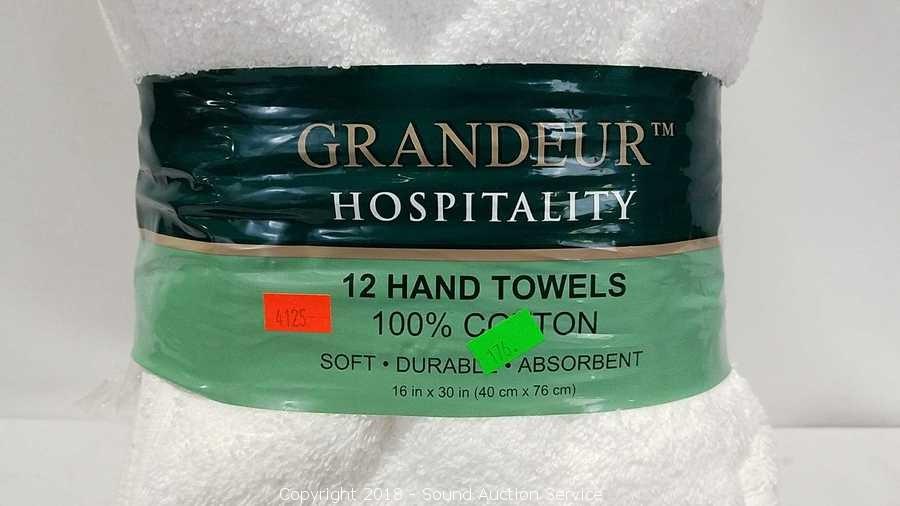 GRANDEUR™
HOSPITALITY
12 HAND TOWELS
4125-
100% COTTON
176.
SOFT • DURABLE • ABSORBENT
16 in x 30 in (40 cm x 76 cm)
Copyright 2018 - Sound Auction Service